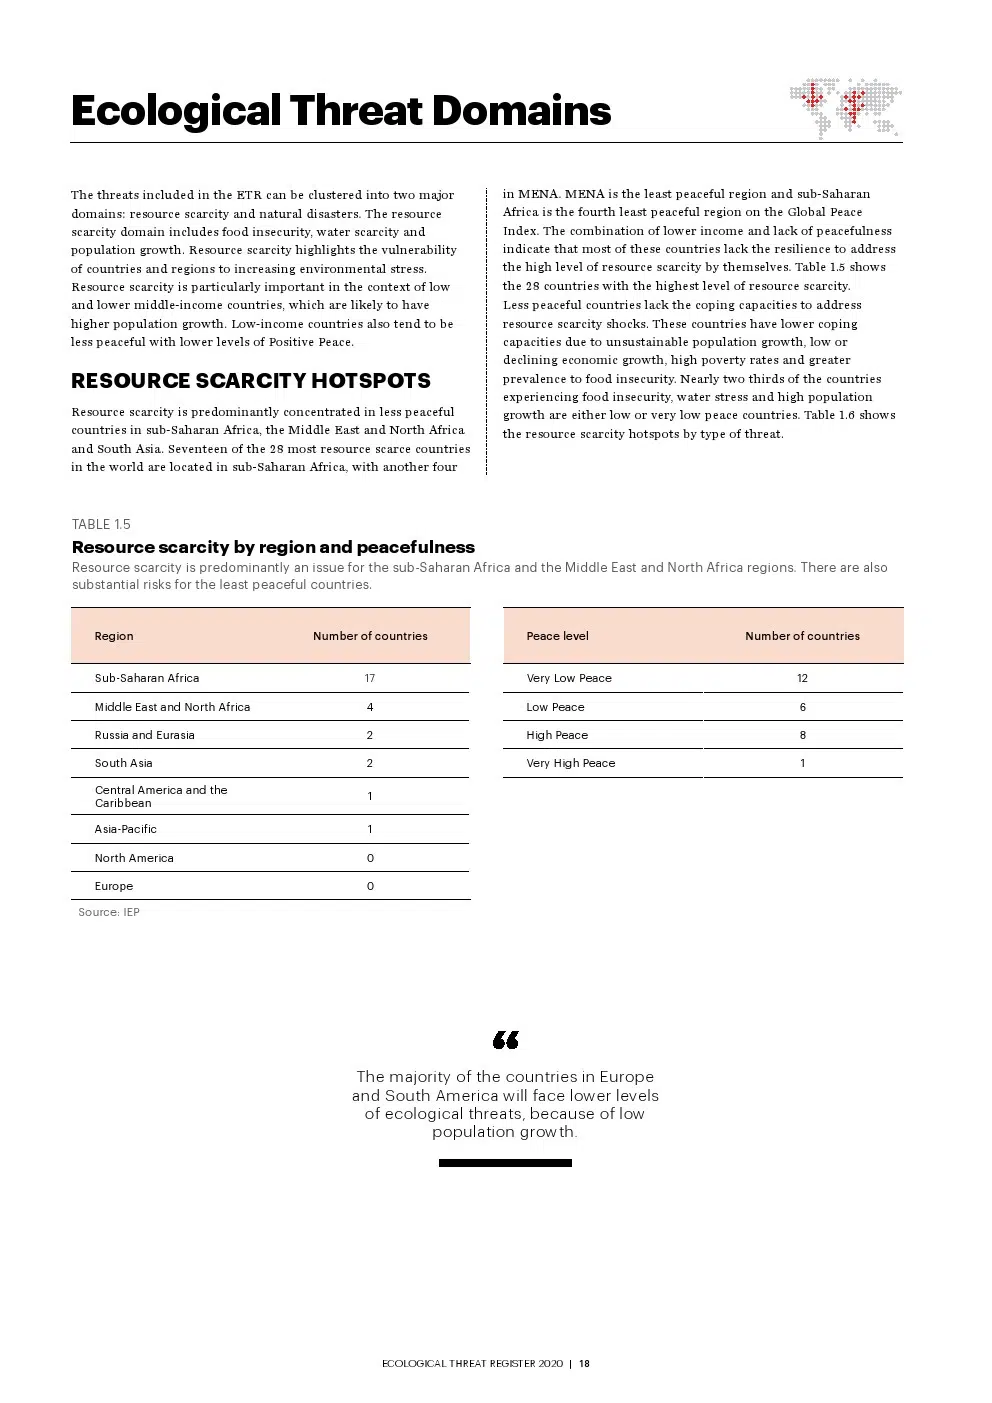 Ecological Threat Domains
The threats included in the ETR can be clustered into two major
domains: resource scarcity and natural disasters. The resource
scarcity domain includes food insecurity, water scarcity and
population growth. Resource scarcity highlights the vulnerability
of countries and regions to increasing environmental stress.
Resource scarcity is particularly important in the context of low
and lower middle-income countries, which are likely to have
higher population growth. Low-income countries also tend to be
less peaceful with lower levels of Positive Peace.
RESOURCE SCARCITY HOTSPOTS
Resource scarcity is predominantly concentrated in less peaceful
countries in sub-Saharan Africa, the Middle East and North Africa
and South Asia. Seventeen of the 28 most resource scarce countries
in the world are located in sub-Saharan Africa, with another four
in MENA. MENA is the least peaceful region and sub-Saharan
Africa is the fourth least peaceful region on the Global Peace
Index. The combination of lower income and lack of peacefulness
indicate that most of these countries lack the resilience to address
the high level of resource scarcity by themselves. Table 1.5 shows
the 28 countries with the highest level of resource scarcity.
Less peaceful countries lack the coping capacities to address
resource scarcity shocks. These countries have lower coping
capacities due to unsustainable population growth, low or
declining economic growth, high poverty rates and greater
prevalence to food insecurity. Nearly two thirds of the countries
experiencing food insecurity, water stress and high population
growth are either low or very low peace countries. Table 1.6 shows
the resource scarcity hotspots by type of threat.
TABLE 1.5
Resource scarcity by region and peacefulness
Resource scarcity is predominantly an issue for the sub-Saharan Africa and the Middle East and North Africa regions. There are also
substantial risks for the least peaceful countries.
Region Number of countries
Sub-Saharan Africa 17
Middle East and North Africa 4
Russia and Eurasia 2
South Asia 2
Central America and the
Caribbean 1
Asia-Pacific 1
North America 0
Europe 0
Source: IEP
Peace level Number of countries
Very Low Peace 12
Low Peace 6
High Peace 8
Very High Peace 1
“
The majority of the countries in Europe
and South America will face lower levels
of ecological threats, because of low
population growth.
ECOLOGICAL THREAT REGISTER 2020 | 18